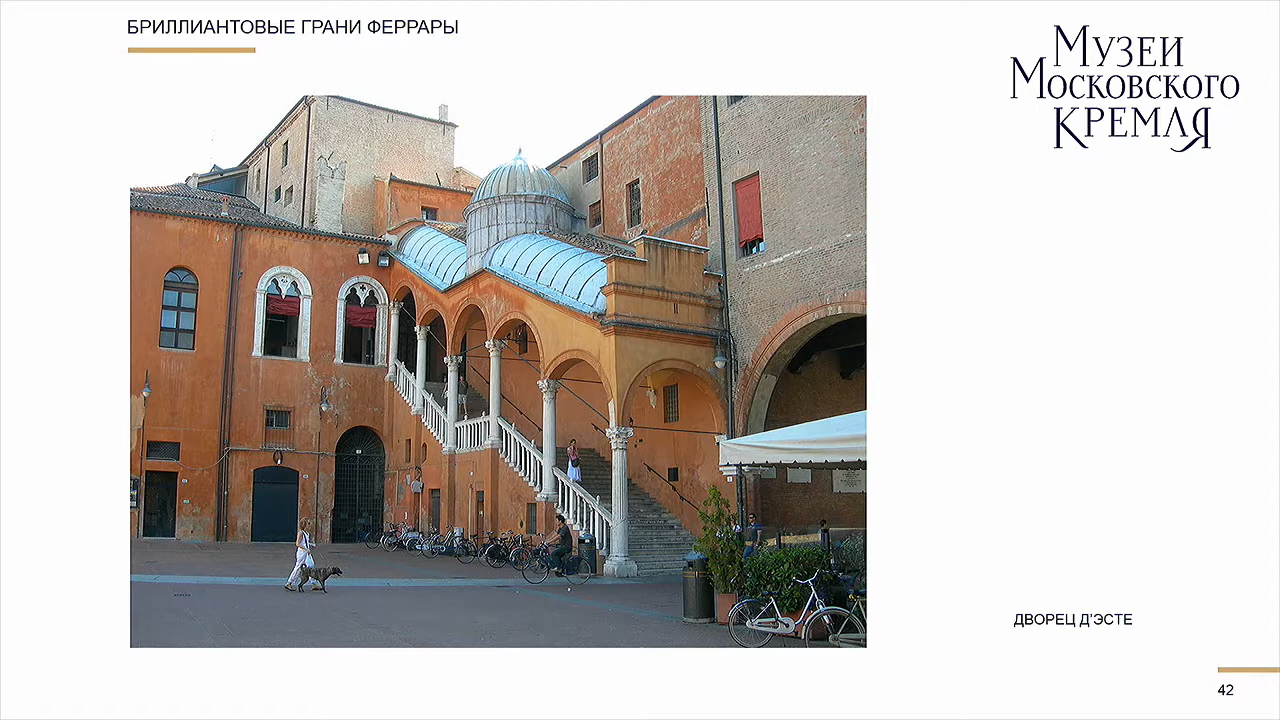 БРИЛЛИАНТОВЫЕ ГРАНИ ФЕРРАРЫ
МУЗЕИ
МОСКОВСКОГО
КРЕМЛЯ
ДВОРЕЦ Д'ЭСТЕ
42